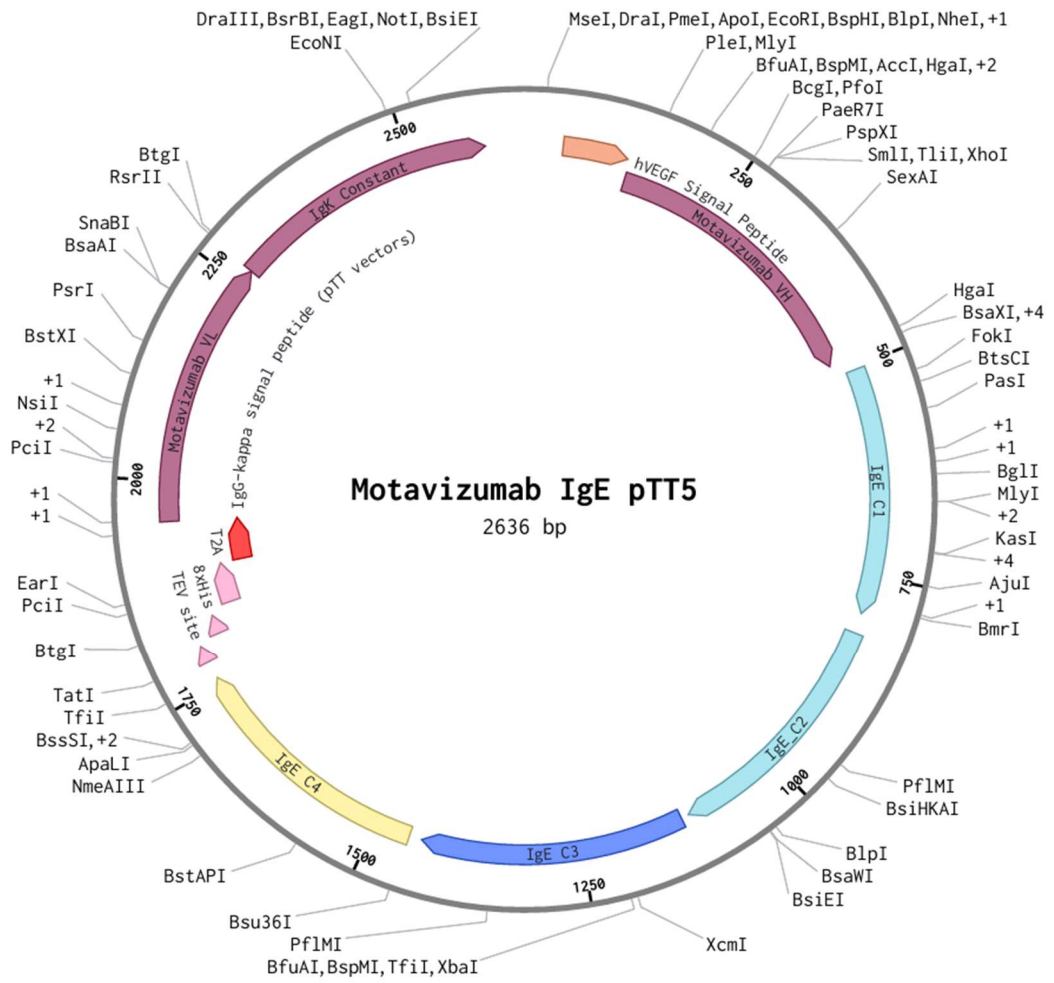 DraIII,BsrBI,EagI,NotI,BsiEI
EcoNI
MseI,DraI,PmeI,ApoI,EcoRI,BspHI,BlpI,NheI,+1
PleI,MlyI
BfuAI,BspMI,AccI,HgaI,+2
BcgI,PfoI
PaeR7I
PspXI
SmlI,TliI,XhoI
SexAI
HgaI
BsaXI,+4
FokI
BtsCI
PasI
+1
+1
BglI
MlyI
+2
KasI
+4
AjuI
+1
BmrI
PflMI
BsiHKAI
BlpI
BsaWI
BsiEI
XcmI
BfuAI,BspMI,TfiI,XbaI
PflMI
Bsu36I
BstAPI
NmeAIII
ApaLI
BssSI,+2
TfiI
TatI
BtgI
PciI
EarI
+1
+1
PciI
+2
NsiI
+1
BstXI
PsrI
BsaAI
SnaBI
RsrII
BtgI
250
500
750
1000
1250
1500
1750
2000
2250
2500
hVEGF Signal Peptide
Motavizumab VH
IgE C1
IgE_C2
IgE C3
IgE C4
TEV site
8xHis
T2A
IgG-kappa signal peptide (pTT vectors)
Motavizumab VL
IgK Constant
Motavizumab IgE pTT5
2636 bp